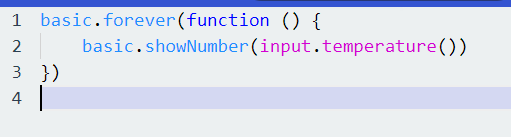 1 basic.forever(function () {
2     basic.showNumber(input.temperature())
3 })
4